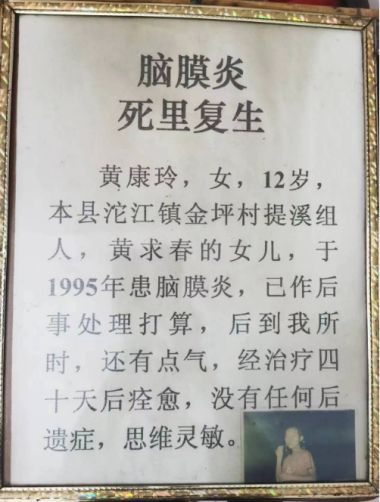 脑膜炎
死里复生
黄康玲，女，12岁，
本县沱江镇金坪村提溪组
人，黄求春的女儿，于
1995年患脑膜炎，已作后
事处理打算，后到我所
时，还有点气，经治疗四
十天后痊愈，没有任何后
遗症，思维灵敏。